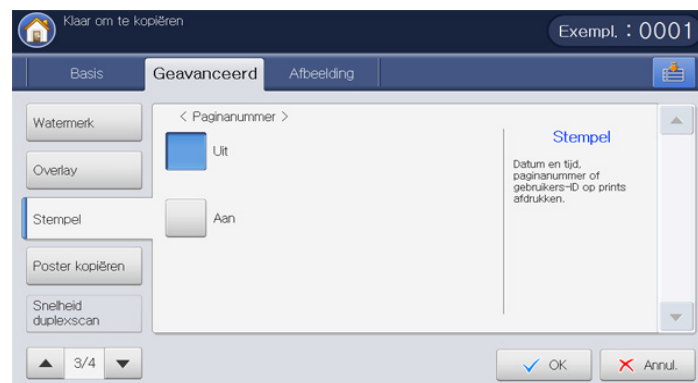 Klaar om te kopiëren
Exempl. : 0001
Basis
Geavanceerd
Afbeelding
Watermerk
Overlay
Stempel
Poster kopiëren
Snelheid
duplexscan
3/4
< Paginanummer >
Uit
Aan
Stempel
Datum en tijd,
paginanummer of
gebruikers-ID op prints
afdrukken.
OK
Annul.